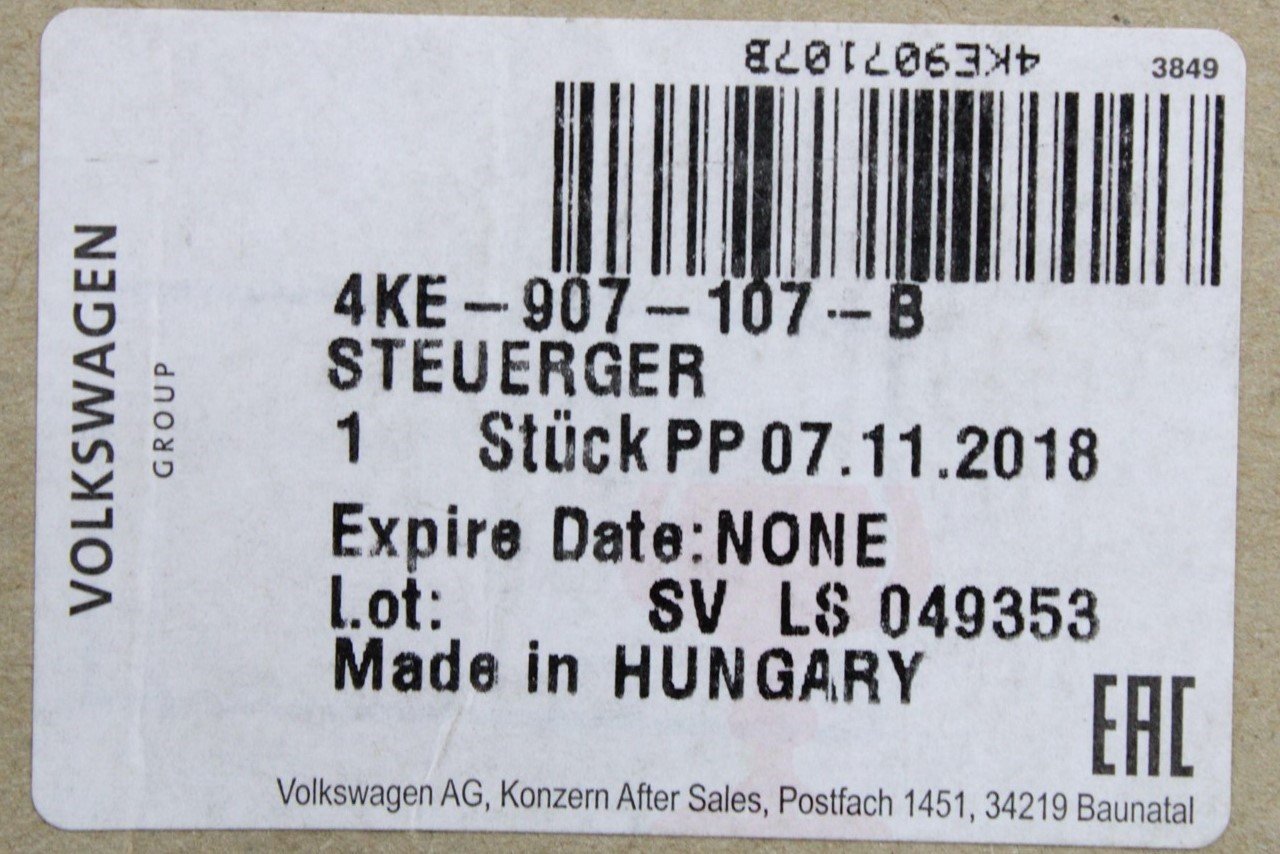 4KE907107B
3849
VOLKSWAGEN
GROUP
4KE-907-107-B
STEUERGER
1 Stück PP 07.11.2018
Expire Date:NONE
Lot: SV LS 049353
Made in HUNGARY
EAC
Volkswagen AG, Konzern After Sales, Postfach 1451, 34219 Baunatal